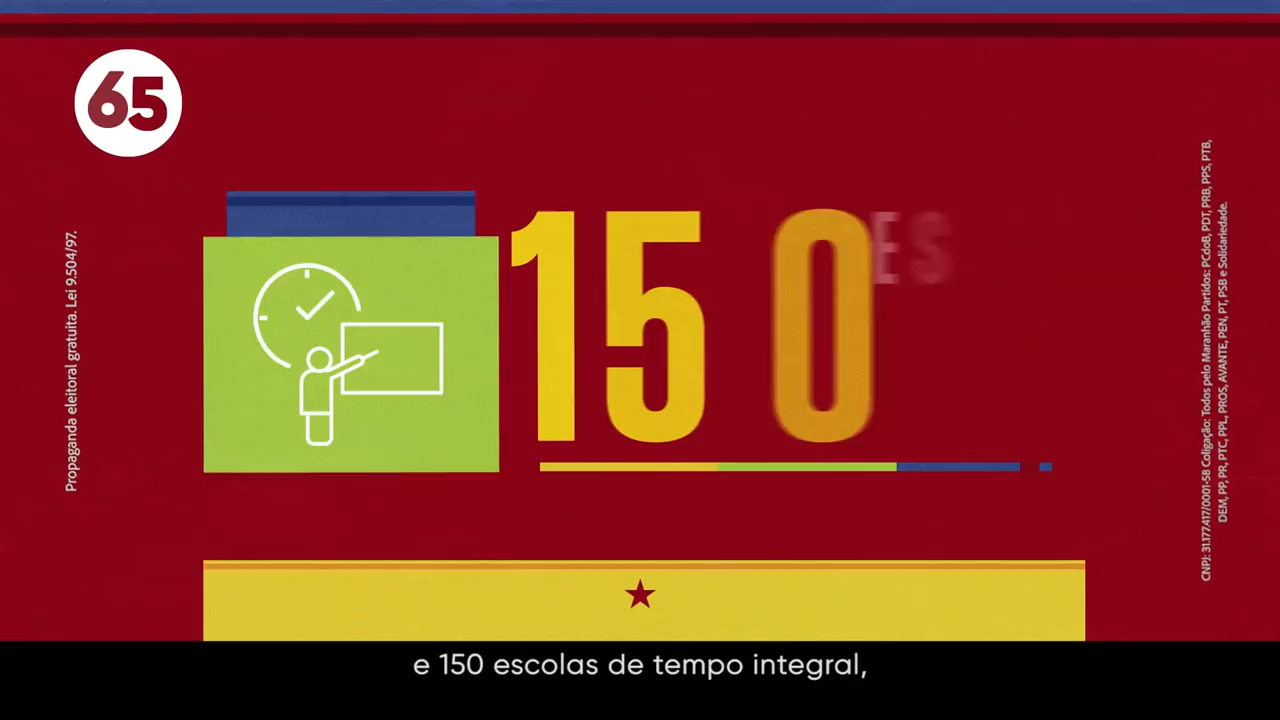 65
Propaganda eleitoral gratuita. Lei 9.504/97.
150
ES
CNPJ: 31.177.417/0001-58 Coligação: Todos pelo Maranhão Partidos: PCdoB, PDT, PRB, PPS, PTB,
DEM, PP, PR, PTC, PPL, PROS, AVANTE, PEN, PT, PSB e Solidariedade.
e 150 escolas de tempo integral,